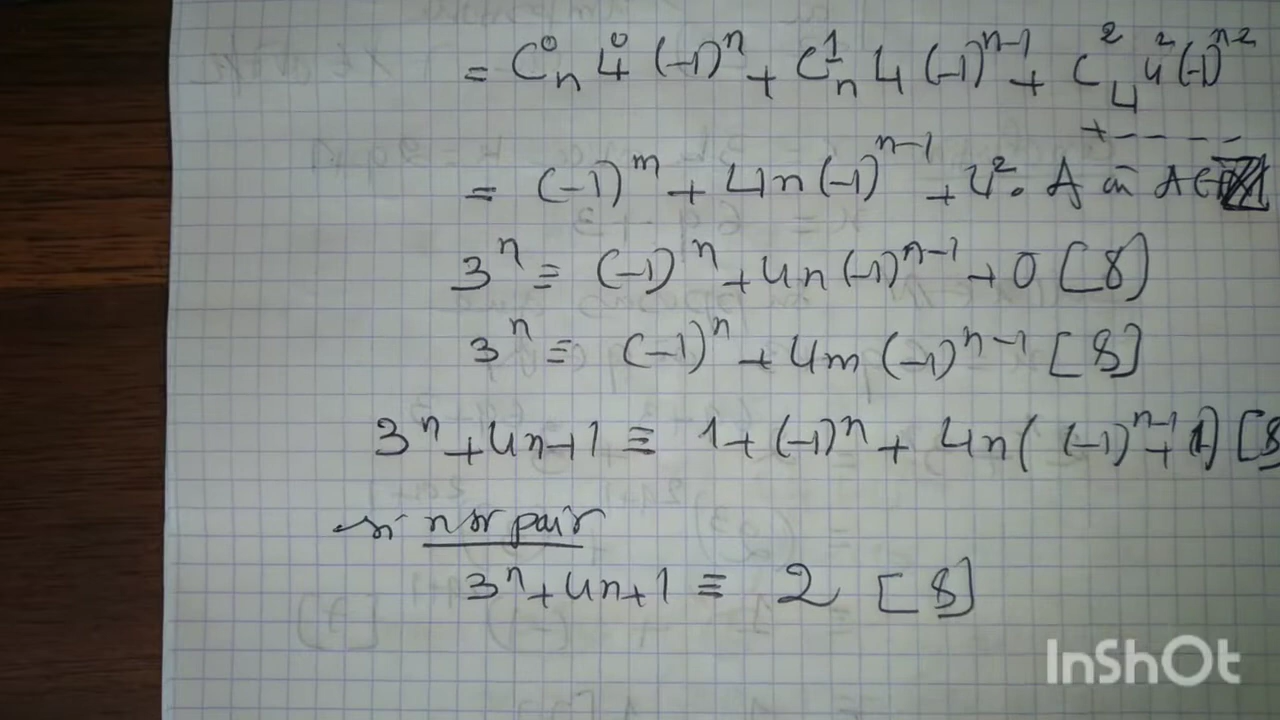 = C⁰ₙ 4⁰ (-1)ⁿ + C¹ₙ 4 (-1)ⁿ⁻¹ + C²₄ 4² (-1)ⁿ⁻²
+ - - - - -
= (-1)ᵐ + 4n (-1)ⁿ⁻¹ + 4². A où A ∈
3ⁿ ≡ (-1)ⁿ + 4n (-1)ⁿ⁻¹ + 0 [8]
3ⁿ ≡ (-1)ⁿ + 4m (-1)ⁿ⁻¹ [8]
3ⁿ + 4n + 1 ≡ 1 + (-1)ⁿ + 4n( (-1)ⁿ⁻¹ + 1) [8
si n est pair
3ⁿ + 4n + 1 ≡ 2 [8]
InShOt